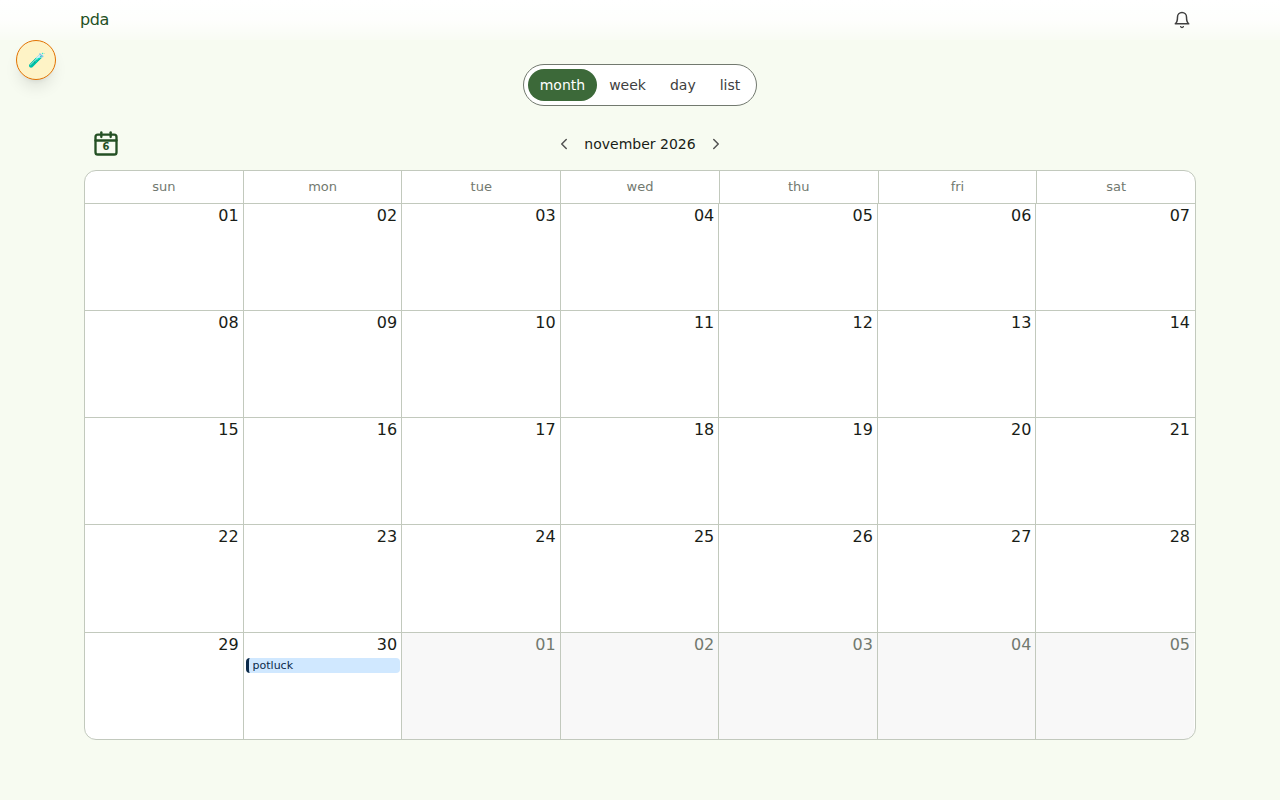 pda
month week day list
6
november 2026
sun mon tue wed thu fri sat
01 02 03 04 05 06 07
08 09 10 11 12 13 14
15 16 17 18 19 20 21
22 23 24 25 26 27 28
29 30 01 02 03 04 05
potluck